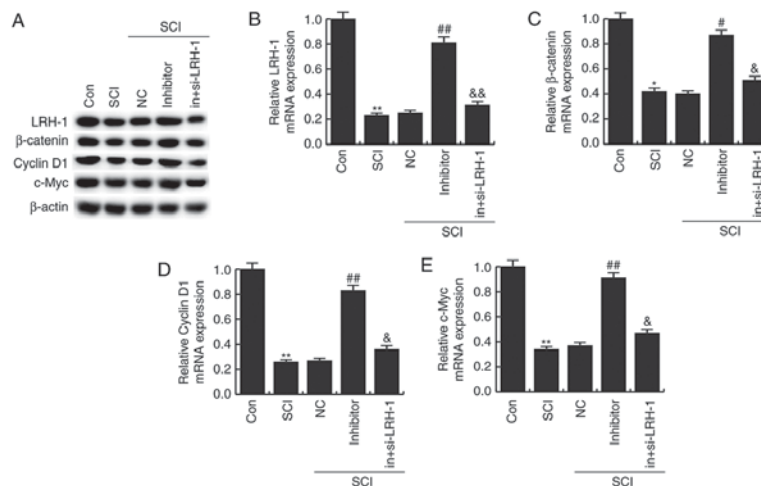 A
SCI
Con
SCI
NC
Inhibitor
in+si-LRH-1
LRH-1
β-catenin
Cyclin D1
c-Myc
β-actin
B
Relative LRH-1
mRNA expression
1.0
0.8
0.6
0.4
0.2
0.0
**
##
&&
Con
SCI
NC
Inhibitor
in+si-LRH-1
SCI
C
Relative β-catenin
mRNA expression
1.0
0.8
0.6
0.4
0.2
0.0
*
#
&
Con
SCI
NC
Inhibitor
in+si-LRH-1
SCI
D
Relative Cyclin D1
mRNA expression
1.0
0.8
0.6
0.4
0.2
0.0
**
##
&
Con
SCI
NC
Inhibitor
in+si-LRH-1
SCI
E
Relative c-Myc
mRNA expression
1.0
0.8
0.6
0.4
0.2
0.0
**
##
&
Con
SCI
NC
Inhibitor
in+si-LRH-1
SCI